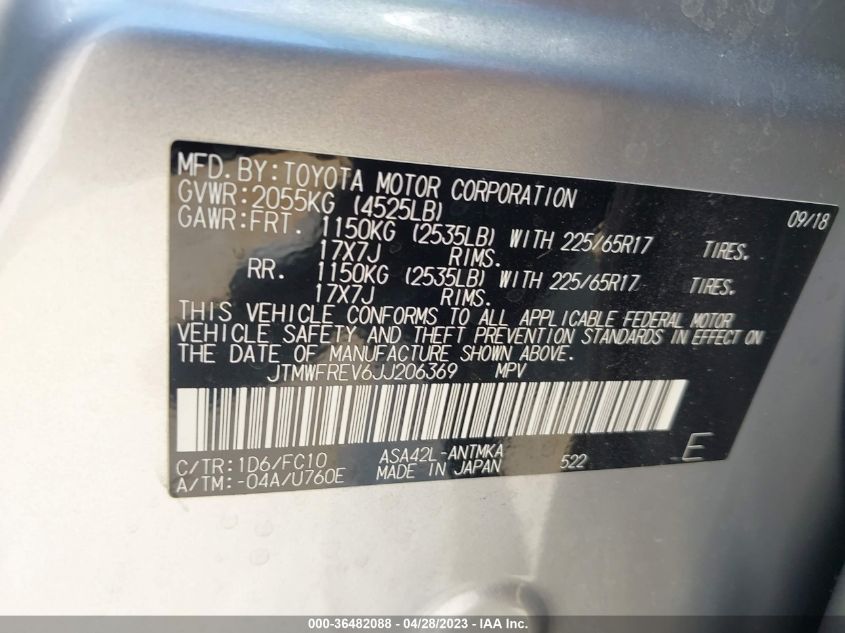 MFD. BY: TOYOTA MOTOR CORPORATION 09/18
GVWR: 2055KG (4525LB)
GAWR: FRT. 1150KG (2535LB) WITH 225/65R17 TIRES.
17X7J RIMS.
RR. 1150KG (2535LB) WITH 225/65R17 TIRES.
17X7J RIMS.
THIS VEHICLE CONFORMS TO ALL APPLICABLE FEDERAL MOTOR
VEHICLE SAFETY AND THEFT PREVENTION STANDARDS IN EFFECT ON
THE DATE OF MANUFACTURE SHOWN ABOVE.
JTMWFREV6JJ206369 MPV
C/TR: 1D6/FC10 ASA42L-ANTMKA
A/TM: -04A/U760E MADE IN JAPAN 522 E
000-36482088 - 04/28/2023 - IAA Inc.